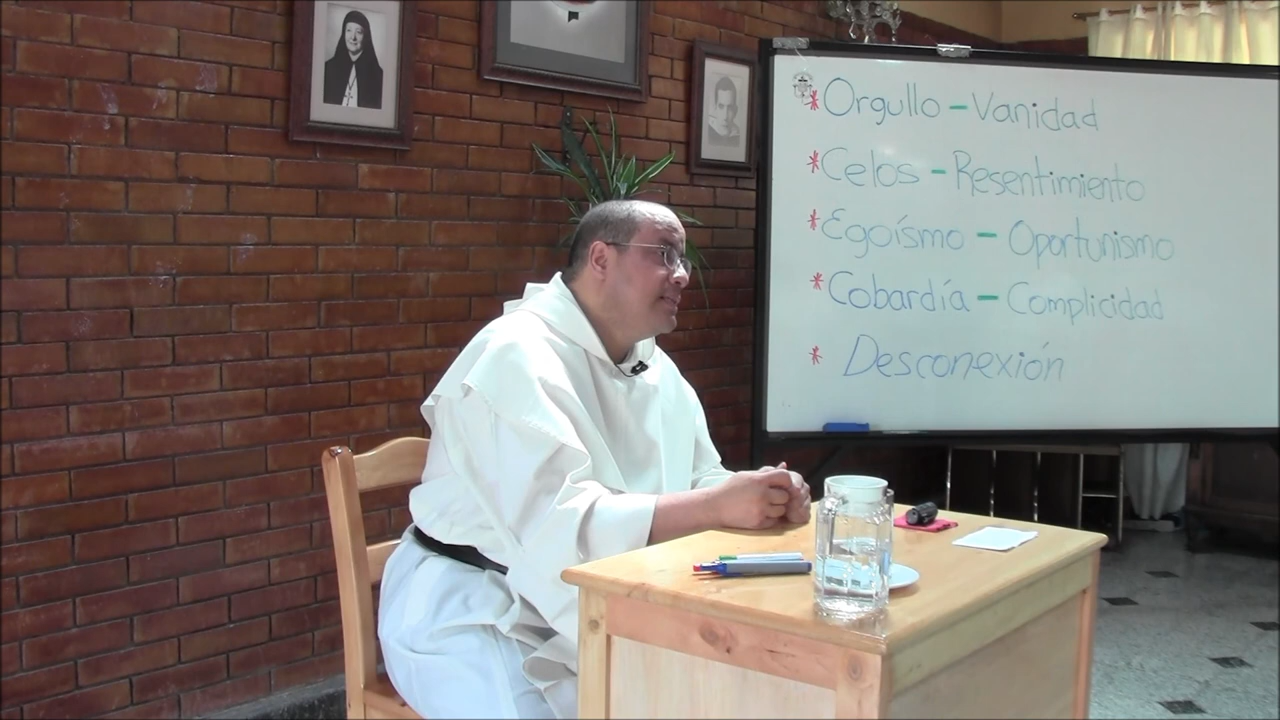 * Orgullo - Vanidad
* Celos - Resentimiento
* Egoísmo - Oportunismo
* Cobardía - Complicidad
* Desconexión